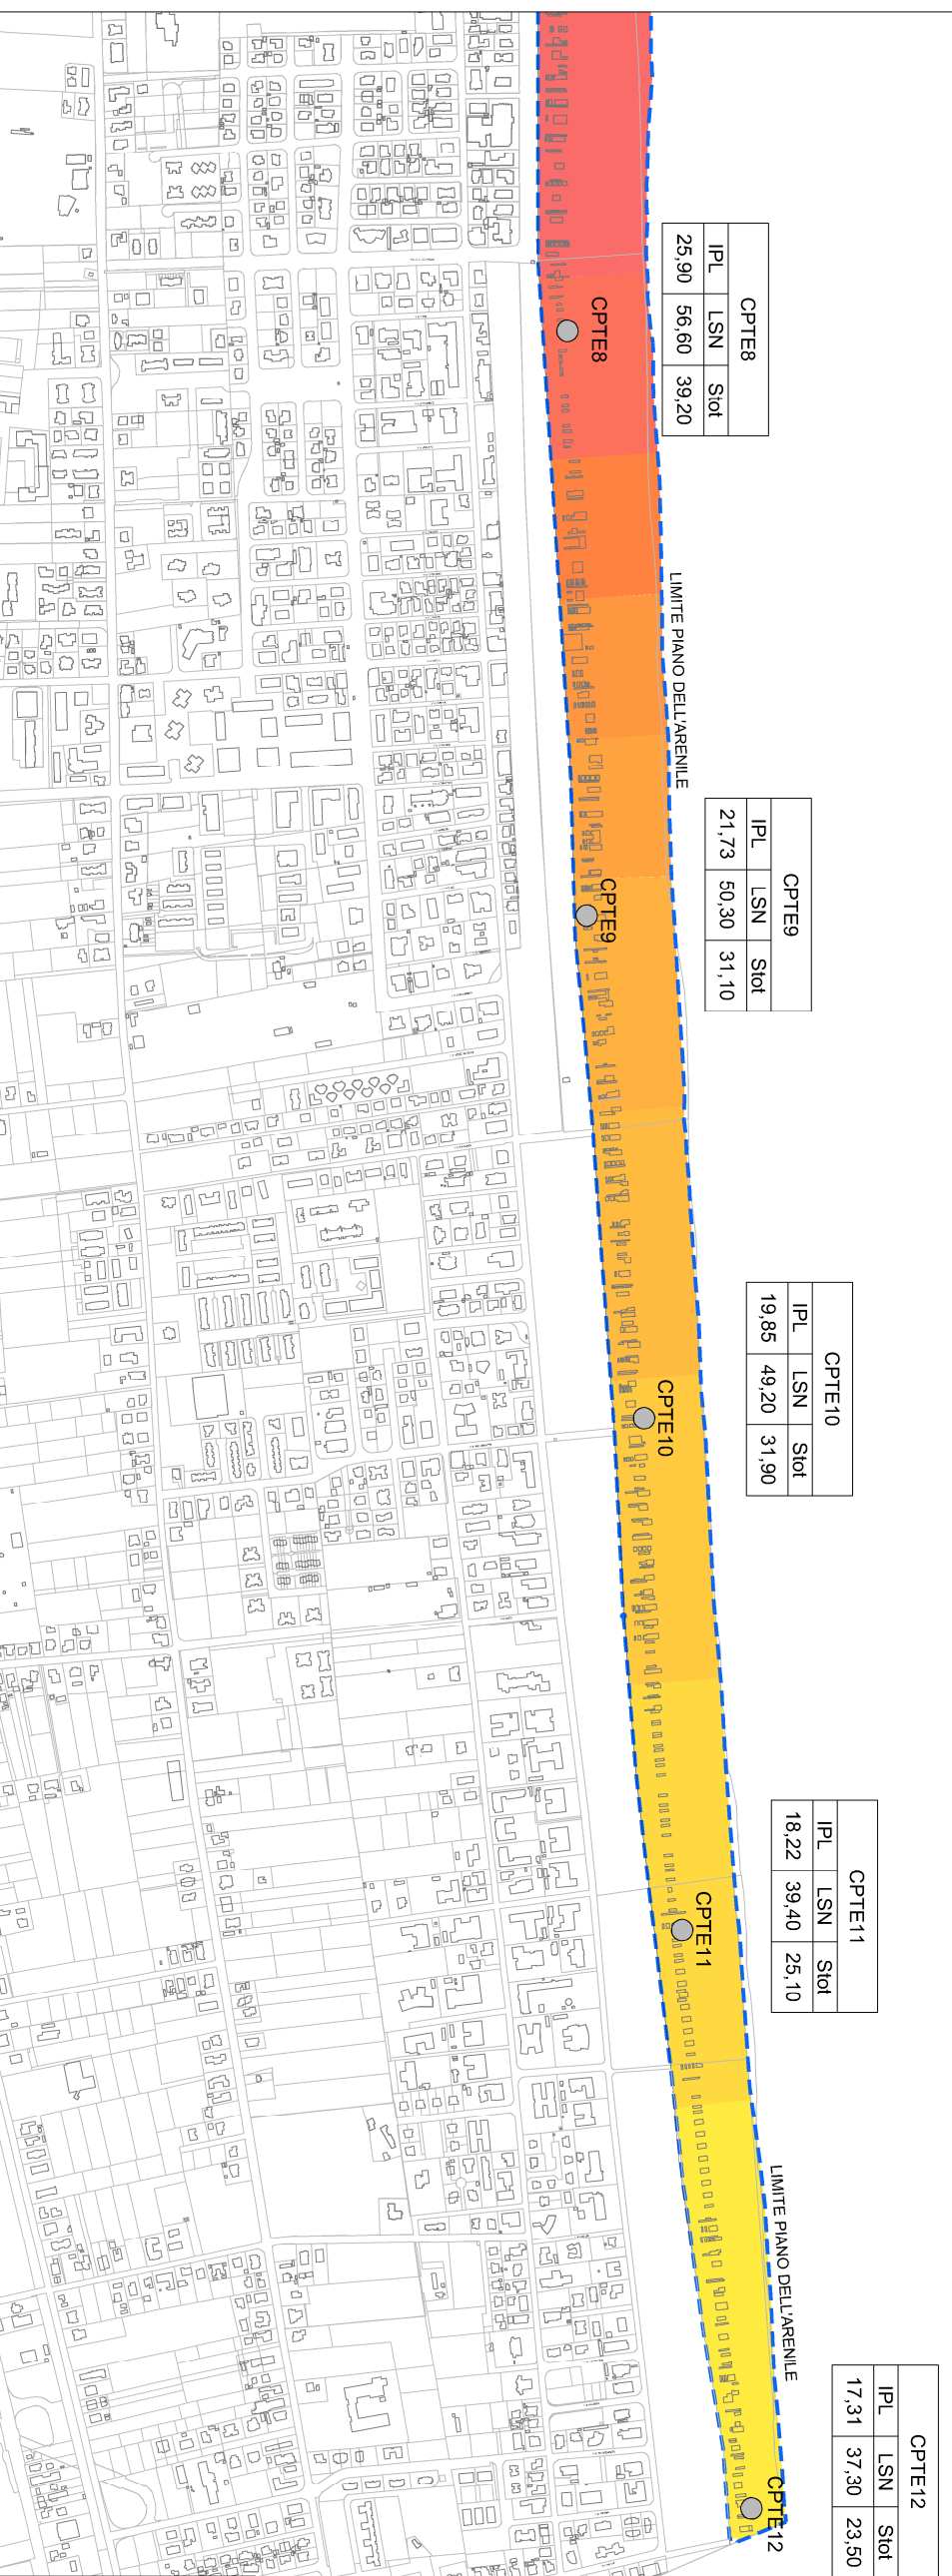 CPTE8
IPL LSN Stot
25,90 56,60 39,20
CPTE8
LIMITE PIANO DELL'ARENILE
CPTE9
IPL LSN Stot
21,73 50,30 31,10
CPTE9
CPTE10
IPL LSN Stot
19,85 49,20 31,90
CPTE10
CPTE11
IPL LSN Stot
18,22 39,40 25,10
CPTE11
LIMITE PIANO DELL'ARENILE
CPTE12
IPL LSN Stot
17,31 37,30 23,50
CPTE12